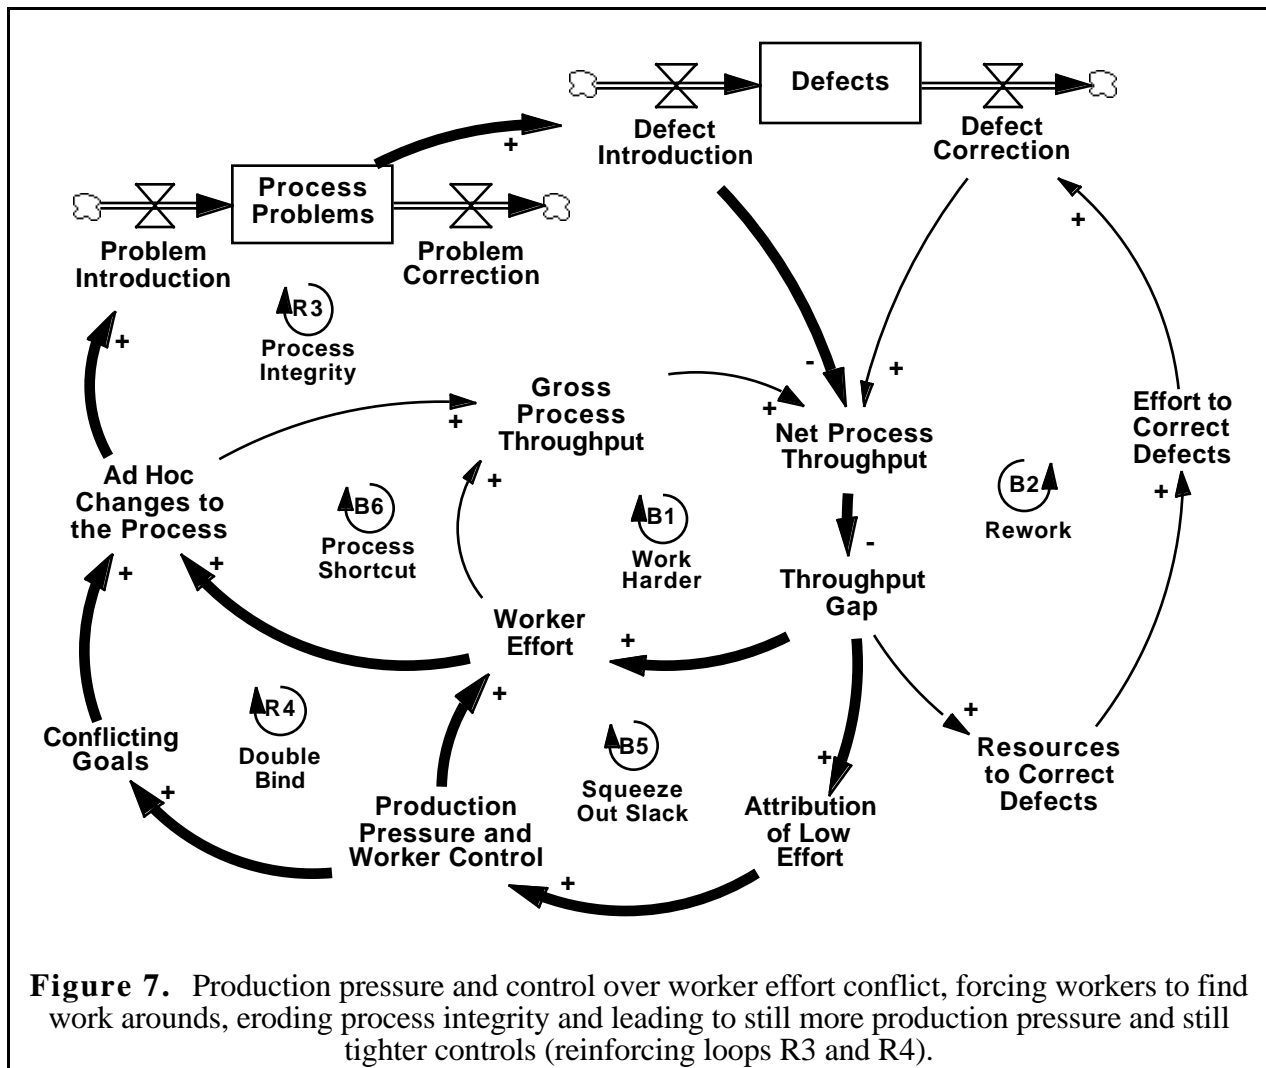 Defects
Defect
Introduction
Defect
Correction
+
Process
Problems
Problem
Introduction
Problem
Correction
+
+
R3
Process
Integrity
-
+
Gross
Process
Throughput
+
+
Net Process
Throughput
Effort to
Correct
Defects
Ad Hoc
Changes to
the Process
+
B6
Process
Shortcut
B1
Work
Harder
B2
Rework
+
-
Throughput
Gap
+
+
Worker
Effort
+
+
R4
Double
Bind
B5
Squeeze
Out Slack
+
Conflicting
Goals
+
Resources
to Correct
Defects
+
Production
Pressure and
Worker Control
Attribution
of Low
Effort
+
Figure 7. Production pressure and control over worker effort conflict, forcing workers to find
work arounds, eroding process integrity and leading to still more production pressure and still
tighter controls (reinforcing loops R3 and R4).